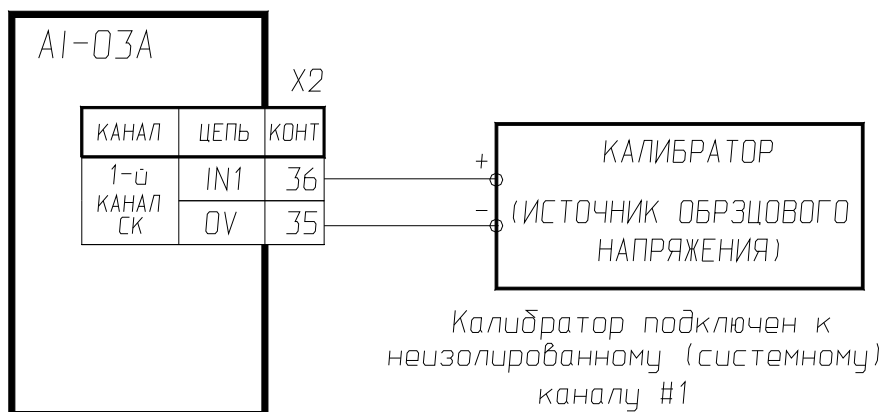 AI-03A
X2
КАНАЛ ЦЕПЬ КОНТ
1-й КАНАЛ СК
IN1 36
0V 35
+
-
КАЛИБРАТОР
(ИСТОЧНИК ОБРЗЦОВОГО
НАПРЯЖЕНИЯ)
Калибратор подключен к
неизолированному (системному)
каналу #1